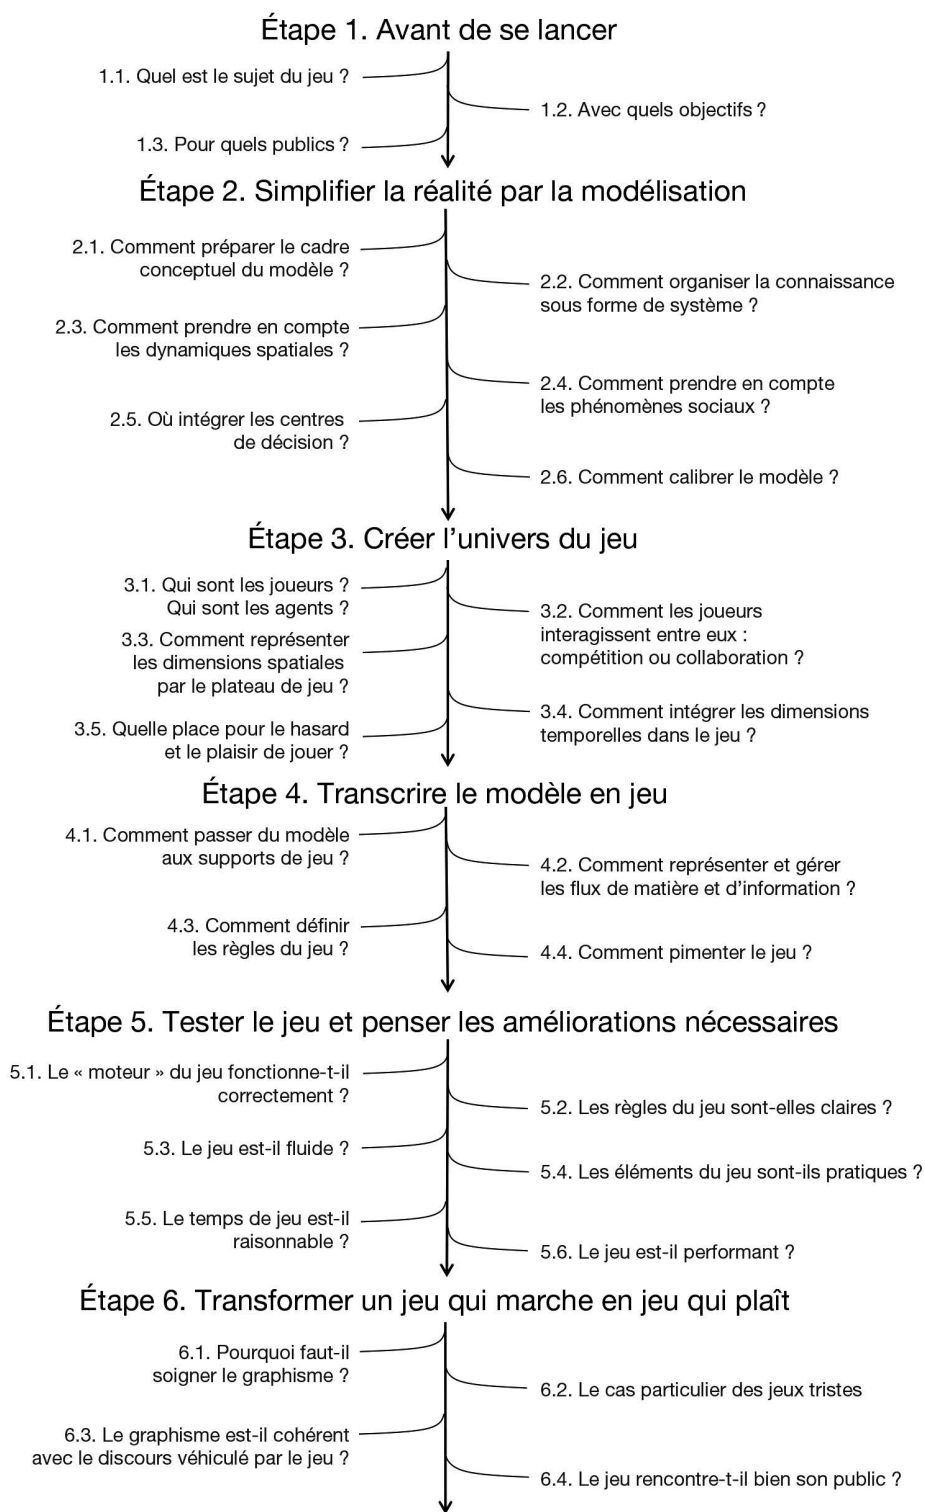 Étape 1. Avant de se lancer
1.1. Quel est le sujet du jeu ?
1.2. Avec quels objectifs ?
1.3. Pour quels publics ?
Étape 2. Simplifier la réalité par la modélisation
2.1. Comment préparer le cadre
conceptuel du modèle ?
2.2. Comment organiser la connaissance
sous forme de système ?
2.3. Comment prendre en compte
les dynamiques spatiales ?
2.4. Comment prendre en compte
les phénomènes sociaux ?
2.5. Où intégrer les centres
de décision ?
2.6. Comment calibrer le modèle ?
Étape 3. Créer l’univers du jeu
3.1. Qui sont les joueurs ?
Qui sont les agents ?
3.2. Comment les joueurs
interagissent entre eux :
compétition ou collaboration ?
3.3. Comment représenter
les dimensions spatiales
par le plateau de jeu ?
3.4. Comment intégrer les dimensions
temporelles dans le jeu ?
3.5. Quelle place pour le hasard
et le plaisir de jouer ?
Étape 4. Transcrire le modèle en jeu
4.1. Comment passer du modèle
aux supports de jeu ?
4.2. Comment représenter et gérer
les flux de matière et d’information ?
4.3. Comment définir
les règles du jeu ?
4.4. Comment pimenter le jeu ?
Étape 5. Tester le jeu et penser les améliorations nécessaires
5.1. Le « moteur » du jeu fonctionne-t-il
correctement ?
5.2. Les règles du jeu sont-elles claires ?
5.3. Le jeu est-il fluide ?
5.4. Les éléments du jeu sont-ils pratiques ?
5.5. Le temps de jeu est-il
raisonnable ?
5.6. Le jeu est-il performant ?
Étape 6. Transformer un jeu qui marche en jeu qui plaît
6.1. Pourquoi faut-il
soigner le graphisme ?
6.2. Le cas particulier des jeux tristes
6.3. Le graphisme est-il cohérent
avec le discours véhiculé par le jeu ?
6.4. Le jeu rencontre-t-il bien son public ?